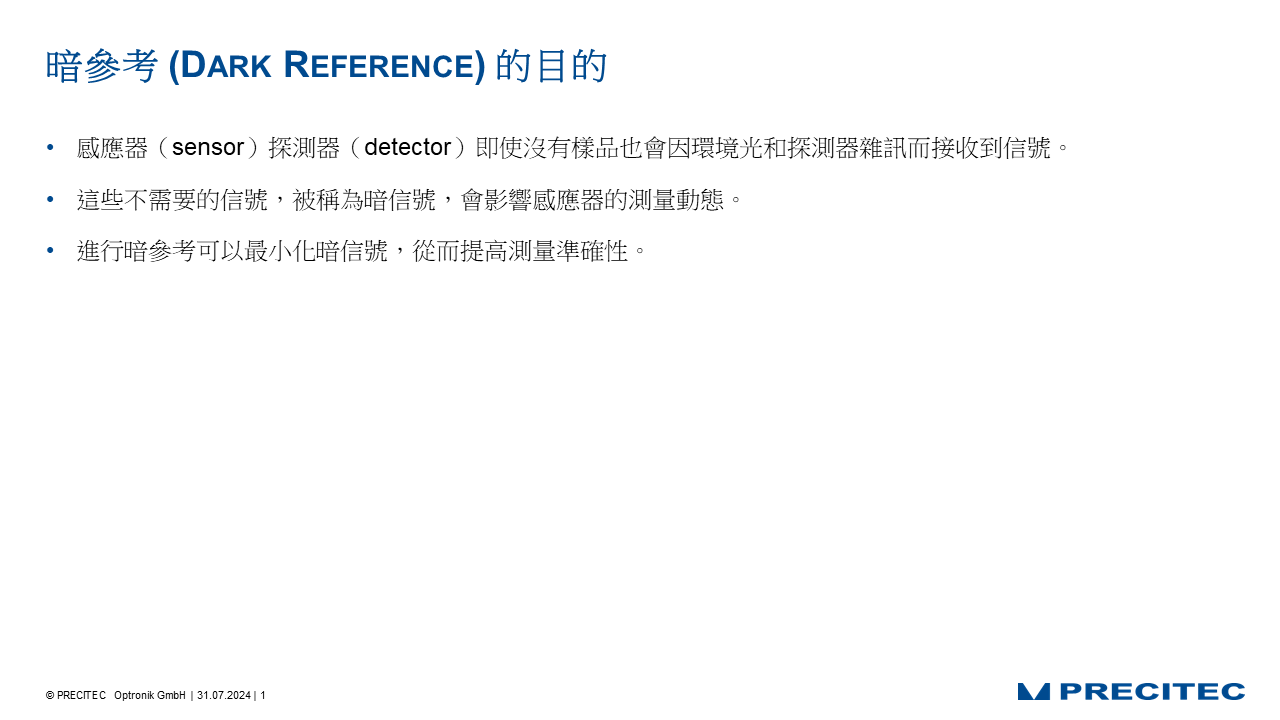 暗參考 (DARK REFERENCE) 的目的
• 感應器（sensor）探測器（detector）即使沒有樣品也會因環境光和探測器雜訊而接收到信號。
• 這些不需要的信號，被稱為暗信號，會影響感應器的測量動態。
• 進行暗參考可以最小化暗信號，從而提高測量準確性。
© PRECITEC Optronik GmbH | 31.07.2024 | 1
PRECITEC